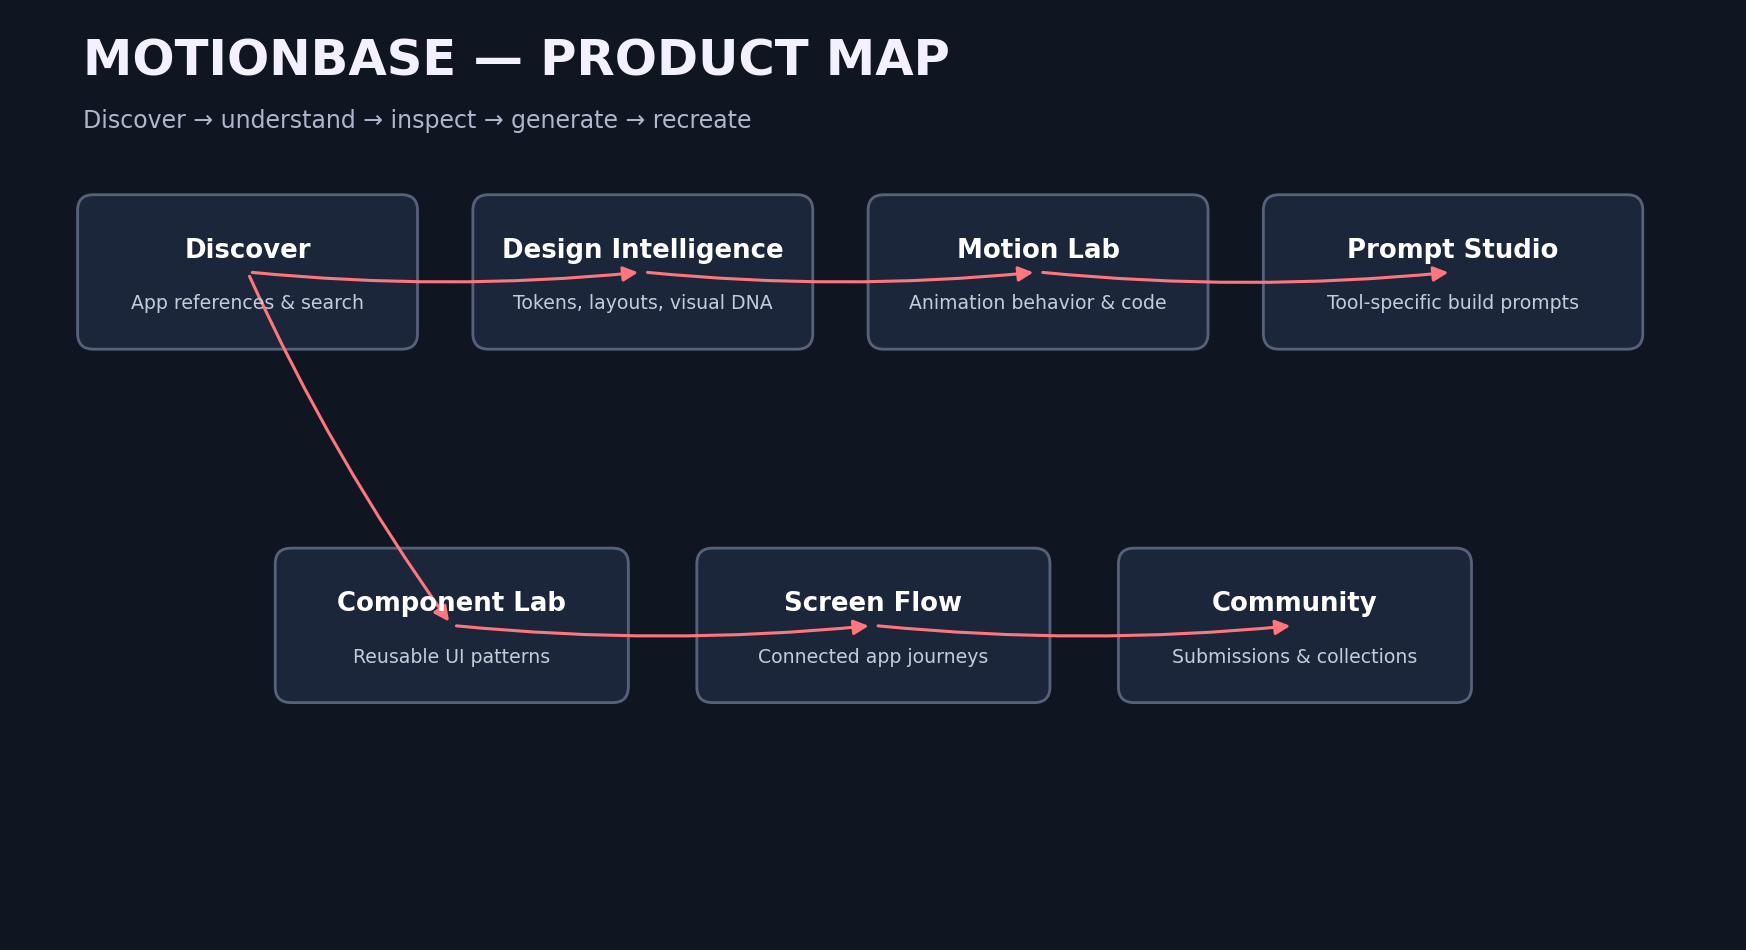 MOTIONBASE — PRODUCT MAP
Discover → understand → inspect → generate → recreate
Discover
App references & search
Design Intelligence
Tokens, layouts, visual DNA
Motion Lab
Animation behavior & code
Prompt Studio
Tool-specific build prompts
Component Lab
Reusable UI patterns
Screen Flow
Connected app journeys
Community
Submissions & collections